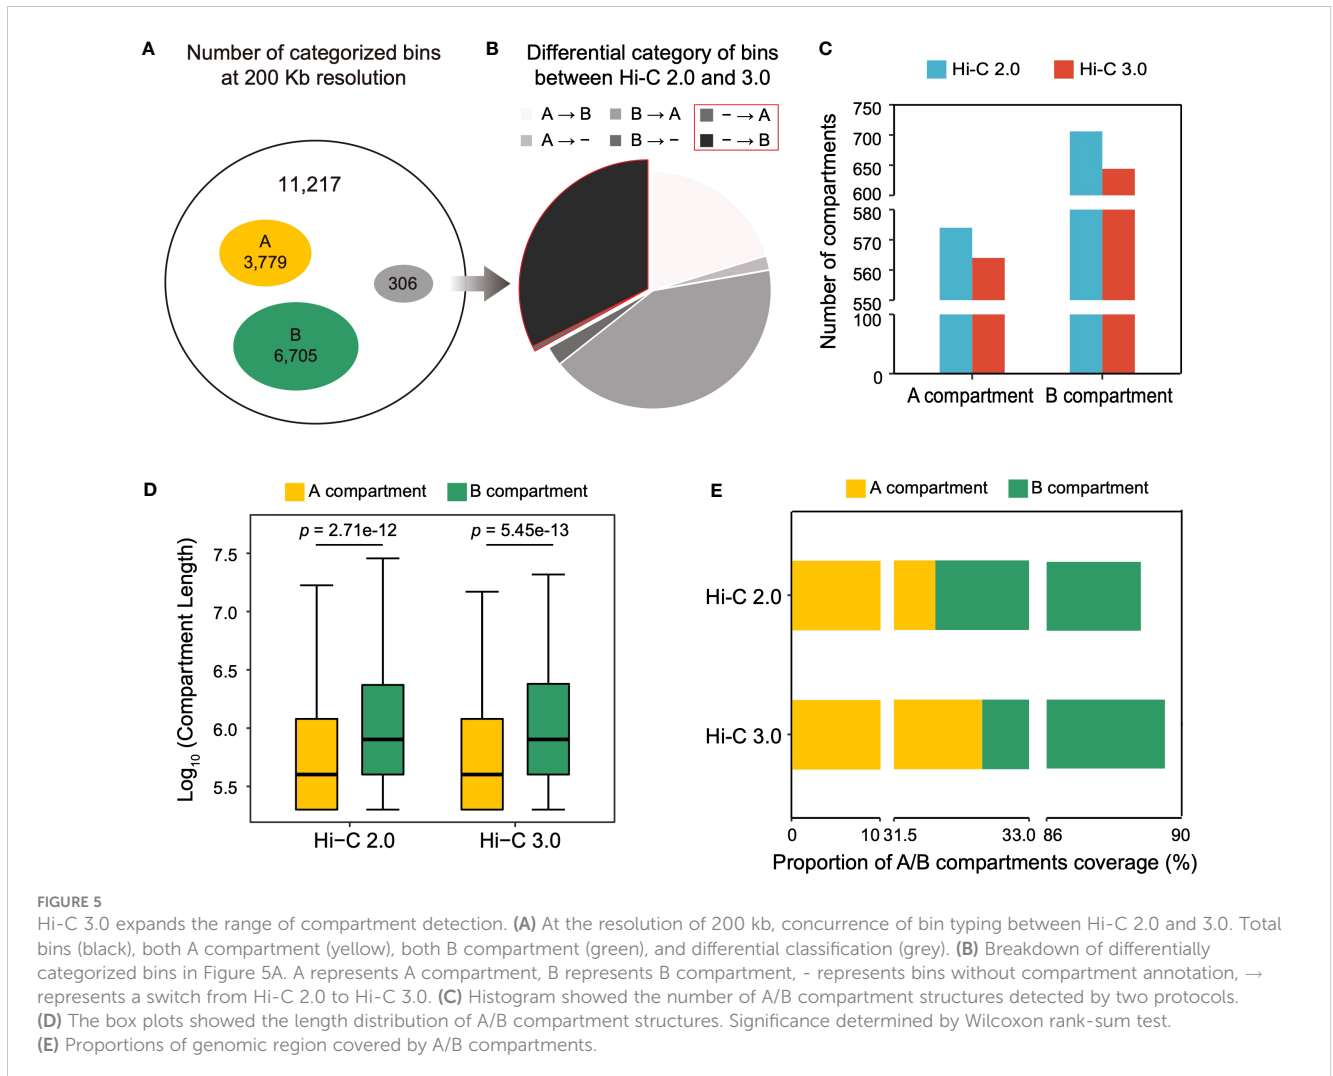 A
Number of categorized bins
at 200 Kb resolution
11,217
A
3,779
306
B
6,705
B
Differential category of bins
between Hi-C 2.0 and 3.0
A → B
B → A
− → A
A → −
B → −
− → B
C
Hi-C 2.0
Hi-C 3.0
Number of compartments
750
700
650
600
580
570
560
550
100
0
A compartment
B compartment
D
A compartment
B compartment
p = 2.71e-12
p = 5.45e-13
Log10 (Compartment Length)
7.5
7.0
6.5
6.0
5.5
Hi−C 2.0
Hi−C 3.0
E
A compartment
B compartment
Hi-C 2.0
Hi-C 3.0
0
10
31.5
33.0
86
90
Proportion of A/B compartments coverage (%)
FIGURE 5
Hi-C 3.0 expands the range of compartment detection. (A) At the resolution of 200 kb, concurrence of bin typing between Hi-C 2.0 and 3.0. Total
bins (black), both A compartment (yellow), both B compartment (green), and differential classification (grey). (B) Breakdown of differentially
categorized bins in Figure 5A. A represents A compartment, B represents B compartment, - represents bins without compartment annotation, →
represents a switch from Hi-C 2.0 to Hi-C 3.0. (C) Histogram showed the number of A/B compartment structures detected by two protocols.
(D) The box plots showed the length distribution of A/B compartment structures. Significance determined by Wilcoxon rank-sum test.
(E) Proportions of genomic region covered by A/B compartments.